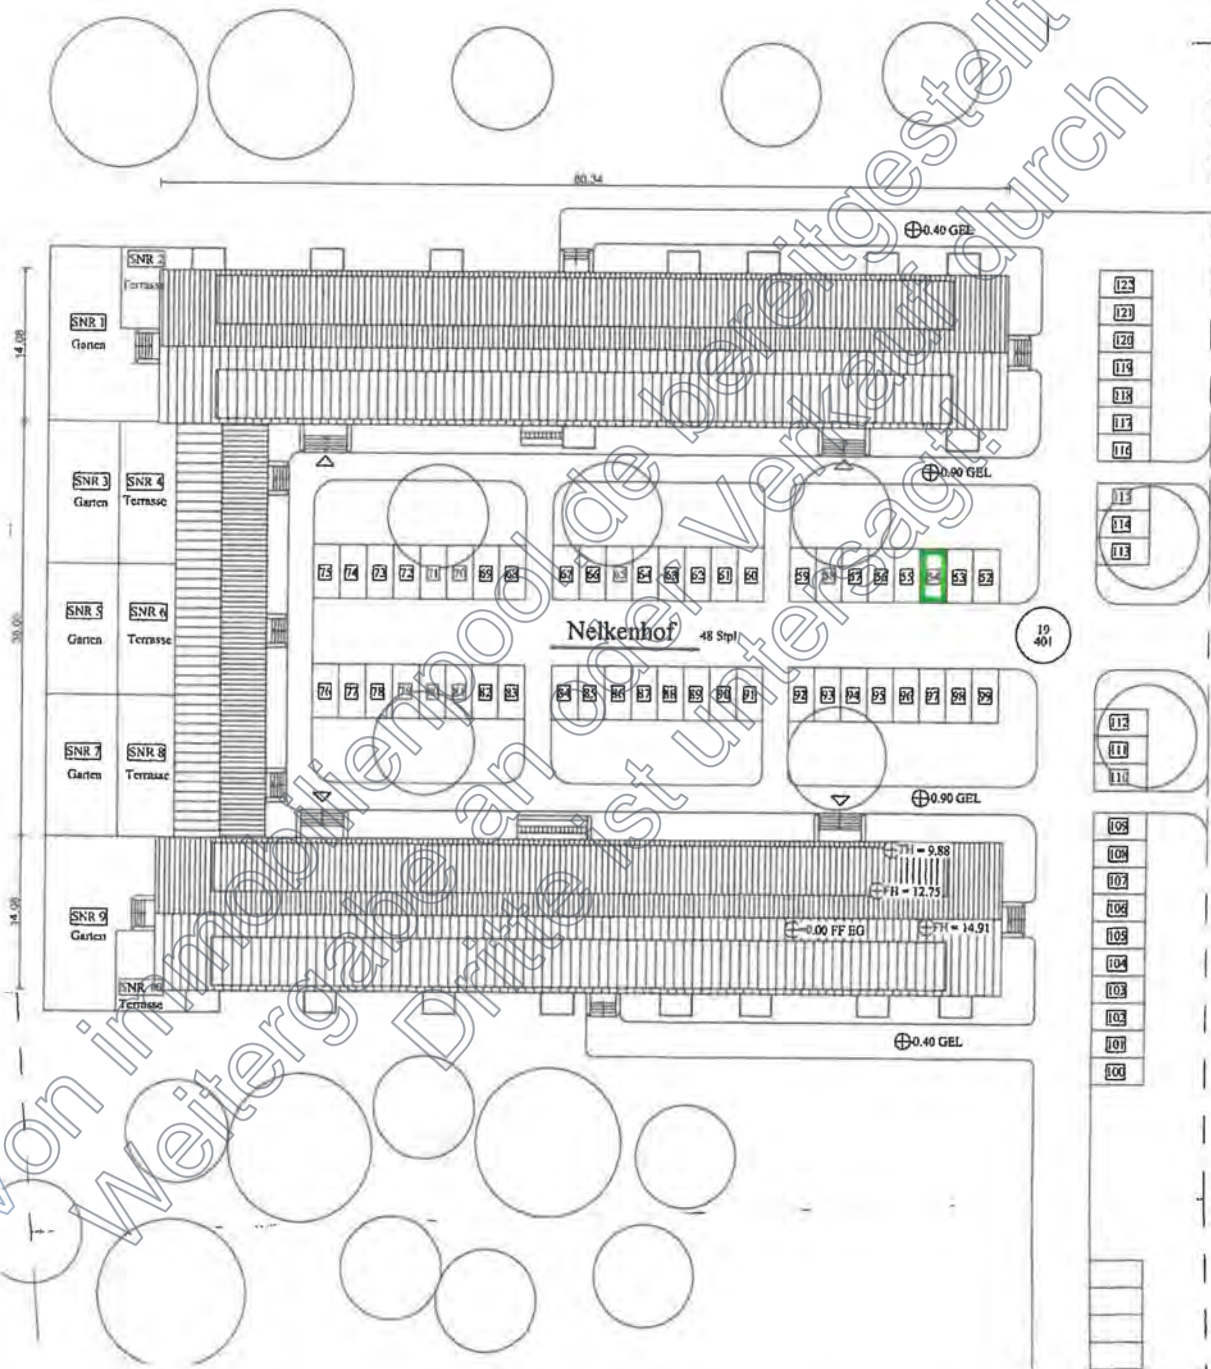 80.34
0.40 GEL
SNR 2
Terrasse
SNR 1
Garten
14.08
122
121
120
119
118
117
116
0.90 GEL
SNR 3
Garten
SNR 4
Terrasse
115
114
113
75 74 73 72 71 70 69 68 67 66 65 64 63 62 61 60 59 58 57 56 55 54 53 52
SNR 5
Garten
SNR 6
Terrasse
Nelkenhof 48 Stpl
19
401
76 77 78 79 80 81 82 83 84 85 86 87 88 89 90 91 92 93 94 95 96 97 98 99
SNR 7
Garten
SNR 8
Terrasse
112
111
110
0.90 GEL
109
108
107
106
105
104
103
102
101
100
TH = 9.88
FH = 12.75
0.00 FF EG
FH = 14.91
14.08
SNR 9
Garten
Terrasse
0.40 GEL
von immobilienpool.de bereitgestellt
Weitergabe an oder Verkauf durch
Dritte ist untersagt!